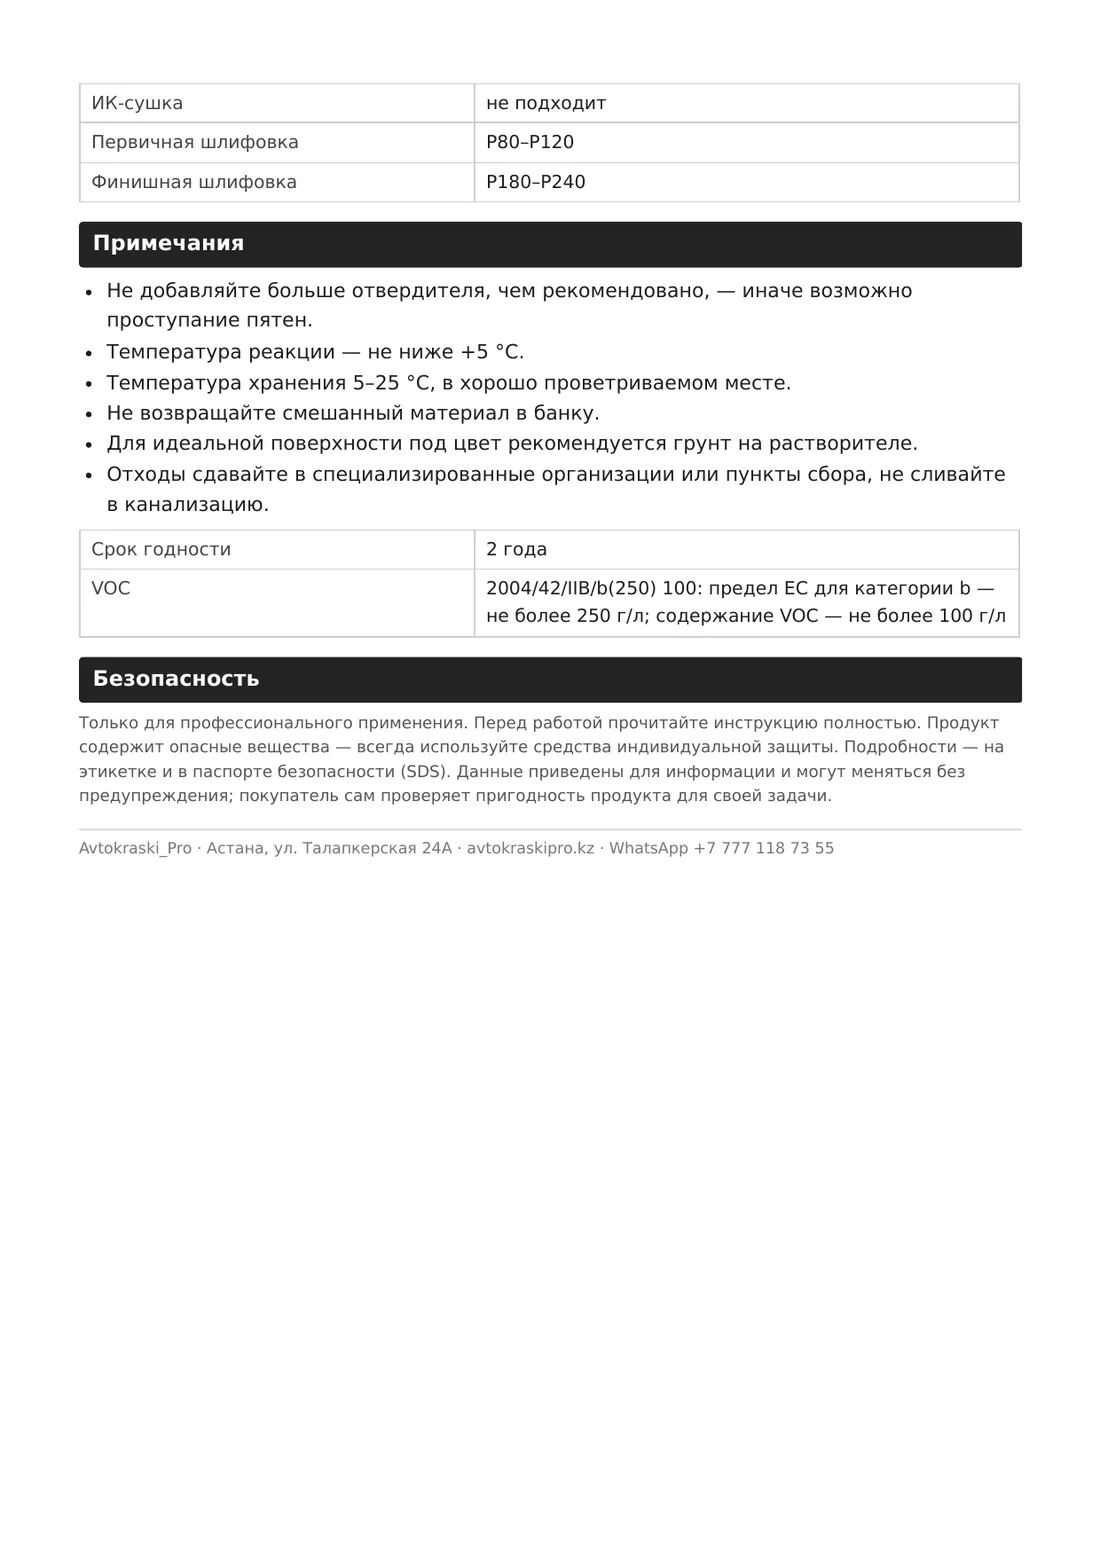 ИК-сушка не подходит
Первичная шлифовка P80–P120
Финишная шлифовка P180–P240
Примечания
• Не добавляйте больше отвердителя, чем рекомендовано, — иначе возможно
проступание пятен.
• Температура реакции — не ниже +5 °C.
• Температура хранения 5–25 °C, в хорошо проветриваемом месте.
• Не возвращайте смешанный материал в банку.
• Для идеальной поверхности под цвет рекомендуется грунт на растворителе.
• Отходы сдавайте в специализированные организации или пункты сбора, не сливайте
в канализацию.
Срок годности 2 года
VOC 2004/42/IIB/b(250) 100: предел ЕС для категории b —
не более 250 г/л; содержание VOC — не более 100 г/л
Безопасность
Только для профессионального применения. Перед работой прочитайте инструкцию полностью. Продукт
содержит опасные вещества — всегда используйте средства индивидуальной защиты. Подробности — на
этикетке и в паспорте безопасности (SDS). Данные приведены для информации и могут меняться без
предупреждения; покупатель сам проверяет пригодность продукта для своей задачи.
Avtokraski_Pro · Астана, ул. Талапкерская 24А · avtokraskipro.kz · WhatsApp +7 777 118 73 55